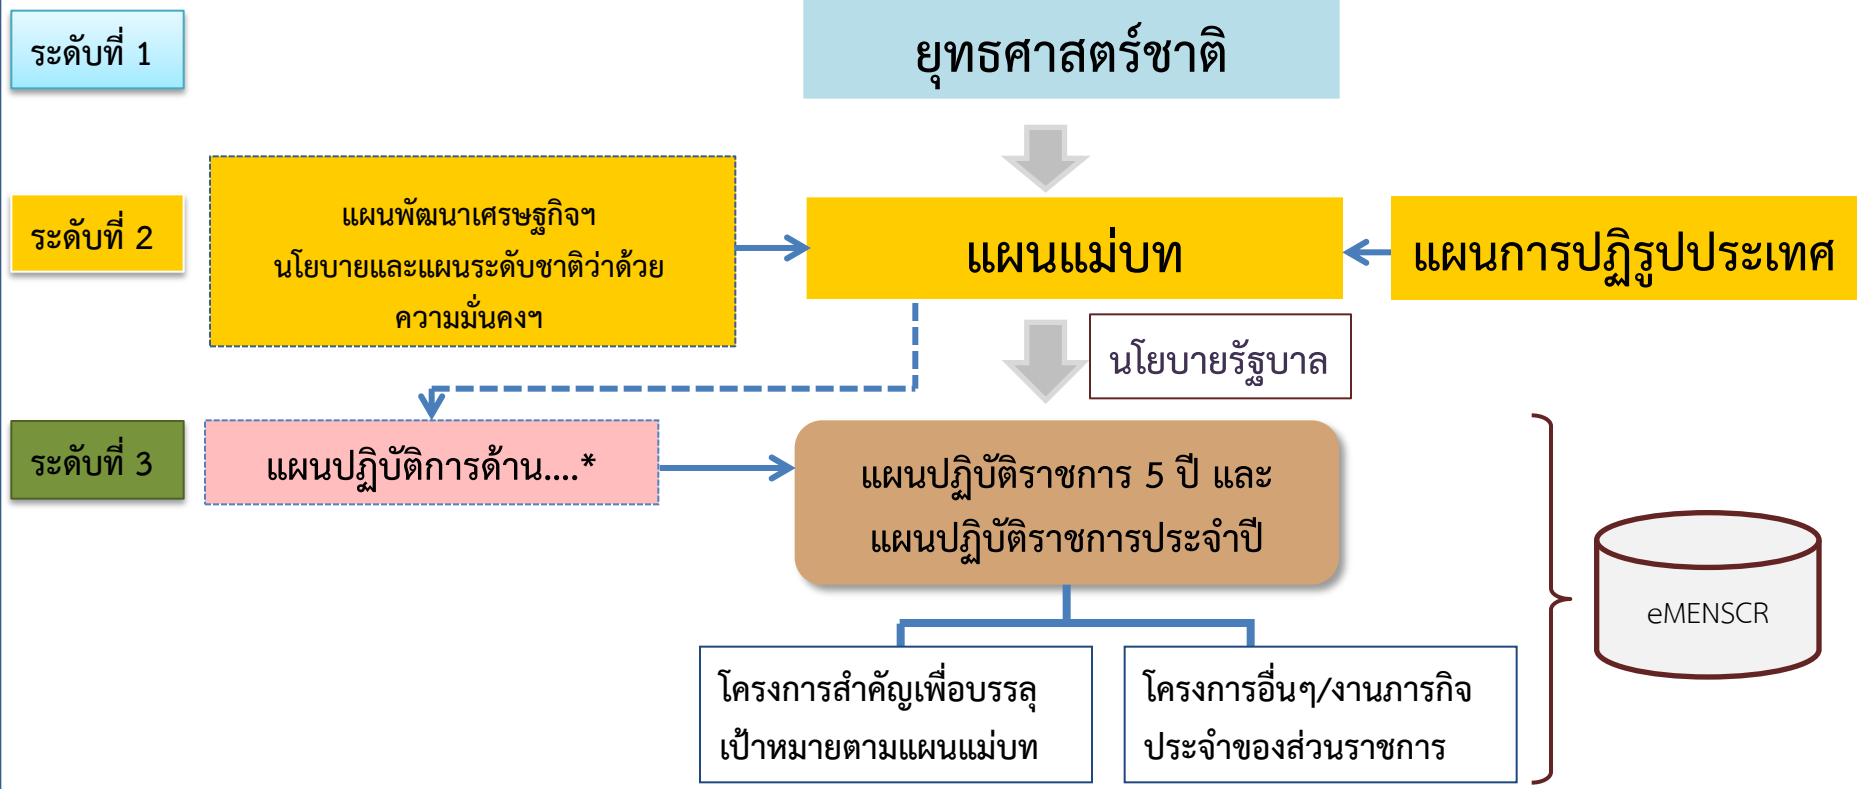 ระดับที่ 1
ยุทธศาสตร์ชาติ
ระดับที่ 2
แผนพัฒนาเศรษฐกิจฯ
นโยบายและแผนระดับชาติว่าด้วย
ความมั่นคงฯ
แผนแม่บท
แผนการปฏิรูปประเทศ
นโยบายรัฐบาล
ระดับที่ 3
แผนปฏิบัติการด้าน....*
แผนปฏิบัติราชการ 5 ปี และ
แผนปฏิบัติราชการประจำปี
eMENSCR
โครงการสำคัญเพื่อบรรลุ
เป้าหมายตามแผนแม่บท
โครงการอื่นๆ/งานภารกิจ
ประจำของส่วนราชการ